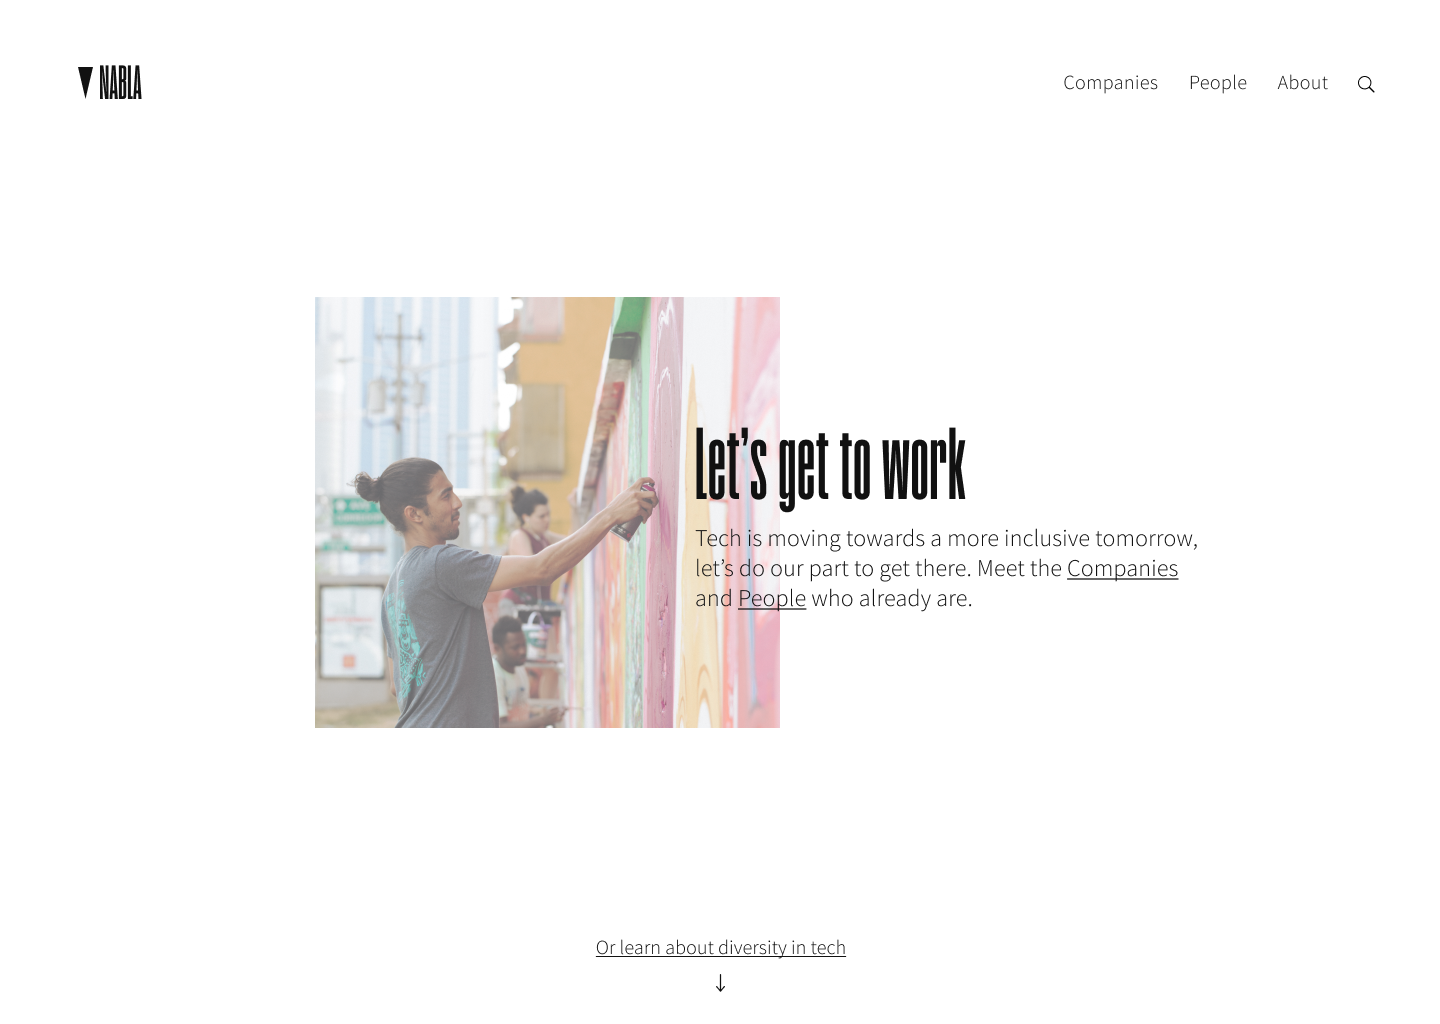 NABLA
Companies
People
About
let’s get to work
Tech is moving towards a more inclusive tomorrow,
let’s do our part to get there. Meet the Companies
and People who already are.
Or learn about diversity in tech